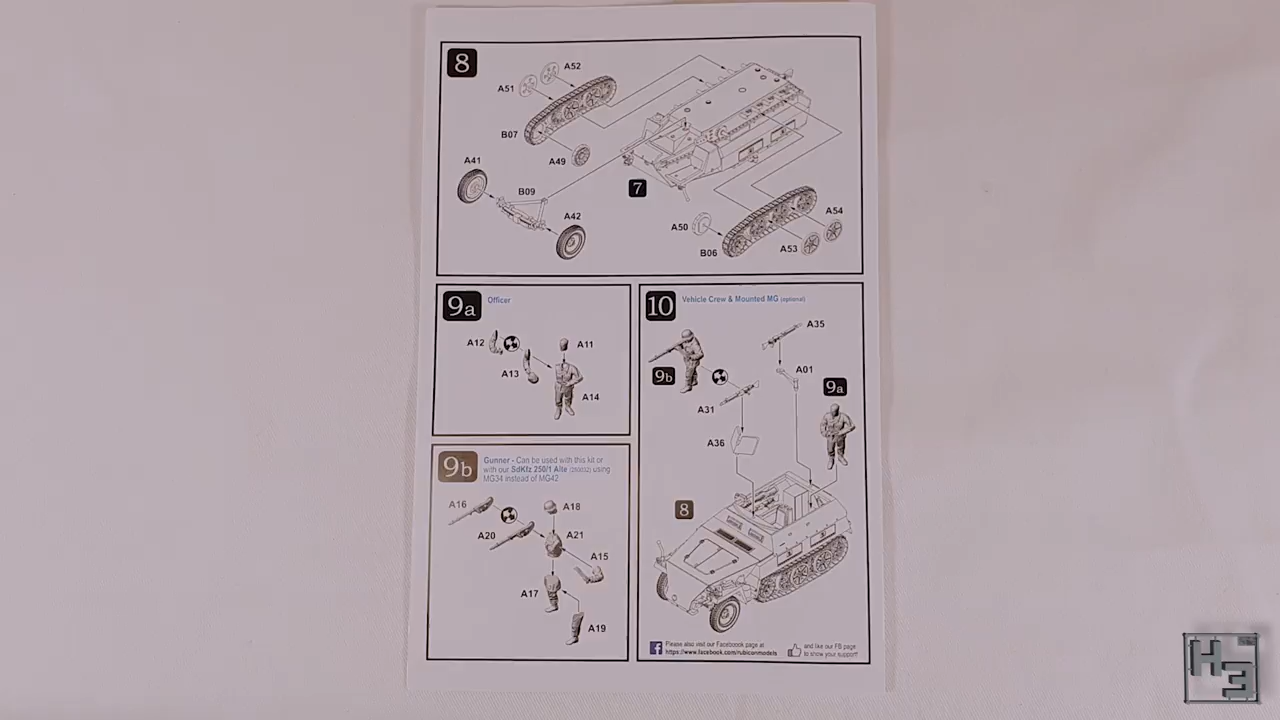 8
A52
A51
B07
A49
A41
B09
A42
7
A50
B06
A53
A54
9a
Officer
A12
A13
A11
A14
9b
Gunner - Can be used with this kit or
with our SdKfz 250/1 Alte (280032) using
MG34 instead of MG42
A16
A18
A20
A21
A15
A17
A19
10
Vehicle Crew & Mounted MG (optional)
A35
9b
A01
A31
9a
A36
8
Please also visit our Facebook page at
https://www.facebook.com/rubiconmodels
and like our FB page
to show your support!
H3